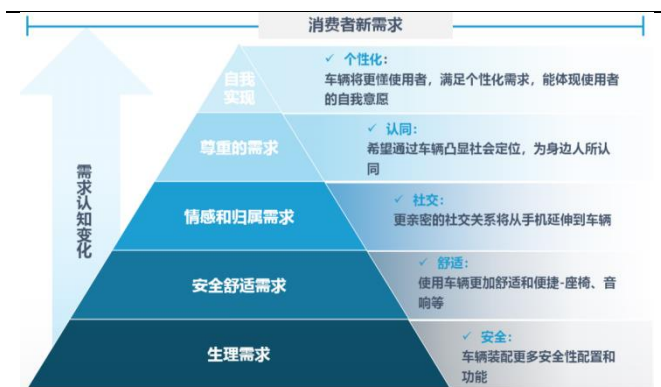 消费者新需求
需求认知变化
自我
实现
✓ 个性化:
车辆将更懂使用者，满足个性化需求，能体现使用者
的自我意愿
尊重的需求
✓ 认同:
希望通过车辆凸显社会定位，为身边人所认
同
情感和归属需求
✓ 社交:
更亲密的社交关系将从手机延伸到车辆
安全舒适需求
✓ 舒适:
使用车辆更加舒适和便捷-座椅、音
响等
生理需求
✓ 安全:
车辆装配更多安全性配置和
功能